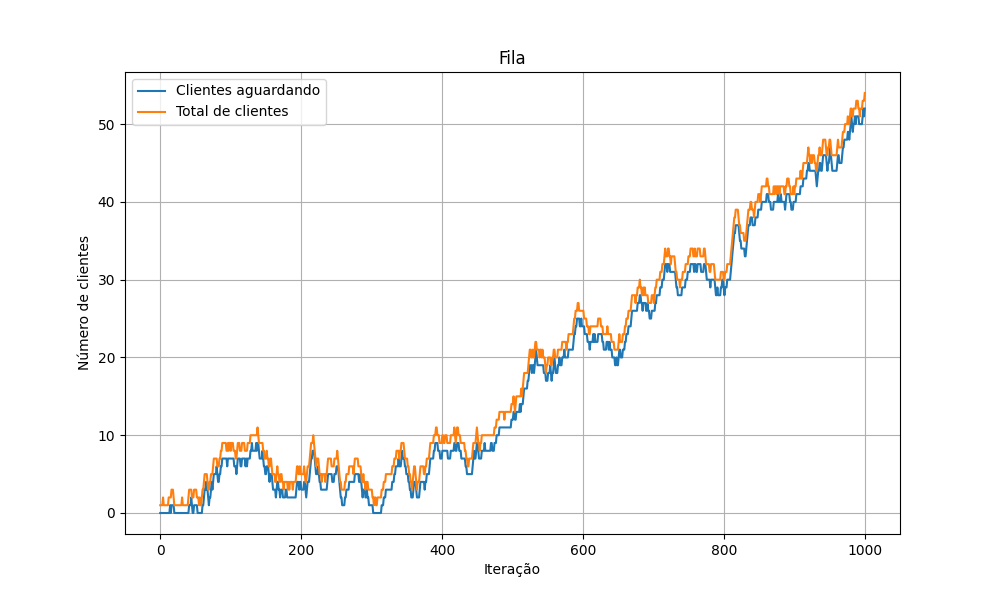 Fila
Clientes aguardando
Total de clientes
Número de clientes
50
40
30
20
10
0
0 200 400 600 800 1000
Iteração